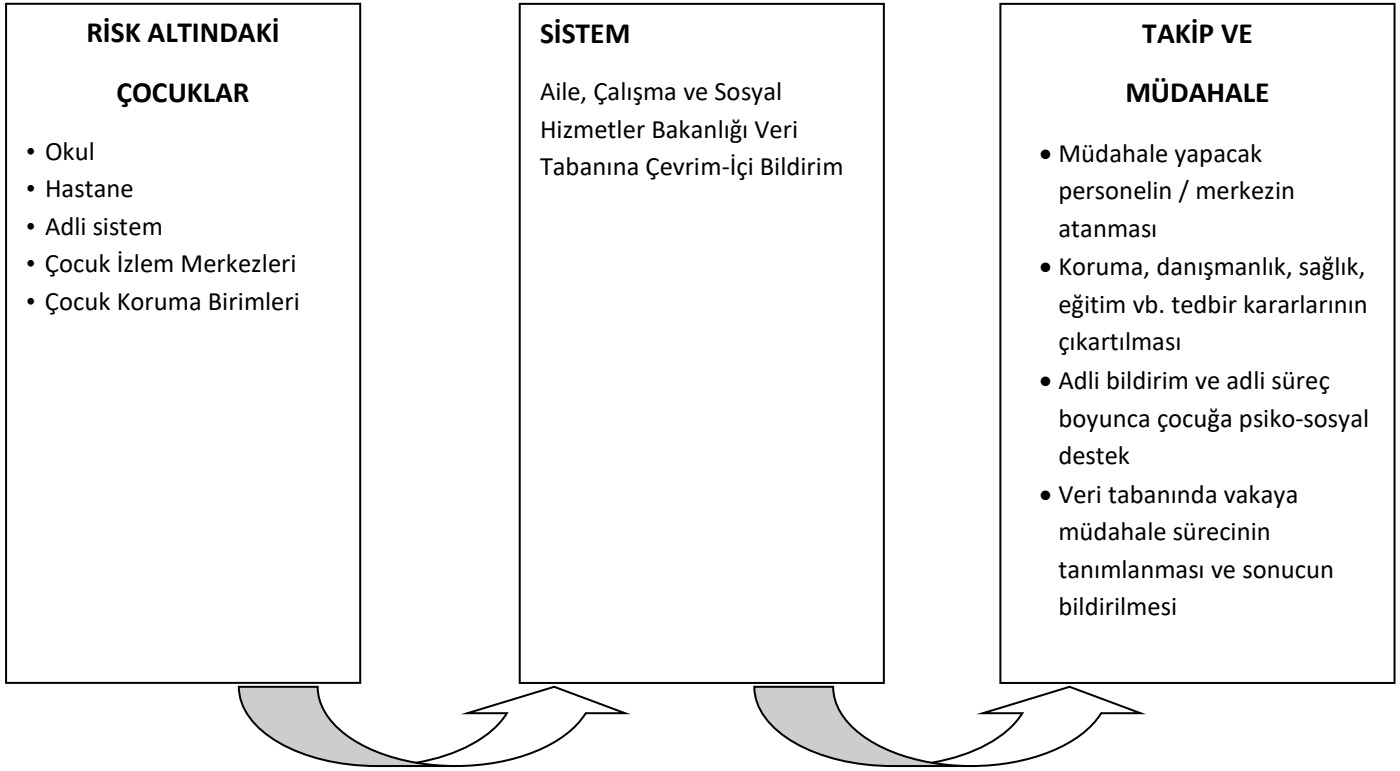 RİSK ALTINDAKİ
ÇOCUKLAR
• Okul
• Hastane
• Adli sistem
• Çocuk İzlem Merkezleri
• Çocuk Koruma Birimleri
SİSTEM
Aile, Çalışma ve Sosyal
Hizmetler Bakanlığı Veri
Tabanına Çevrim-İçi Bildirim
TAKİP VE
MÜDAHALE
• Müdahale yapacak
personelin / merkezin
atanması
• Koruma, danışmanlık, sağlık,
eğitim vb. tedbir kararlarının
çıkartılması
• Adli bildirim ve adli süreç
boyunca çocuğa psiko-sosyal
destek
• Veri tabanında vakaya
müdahale sürecinin
tanımlanması ve sonucun
bildirilmesi